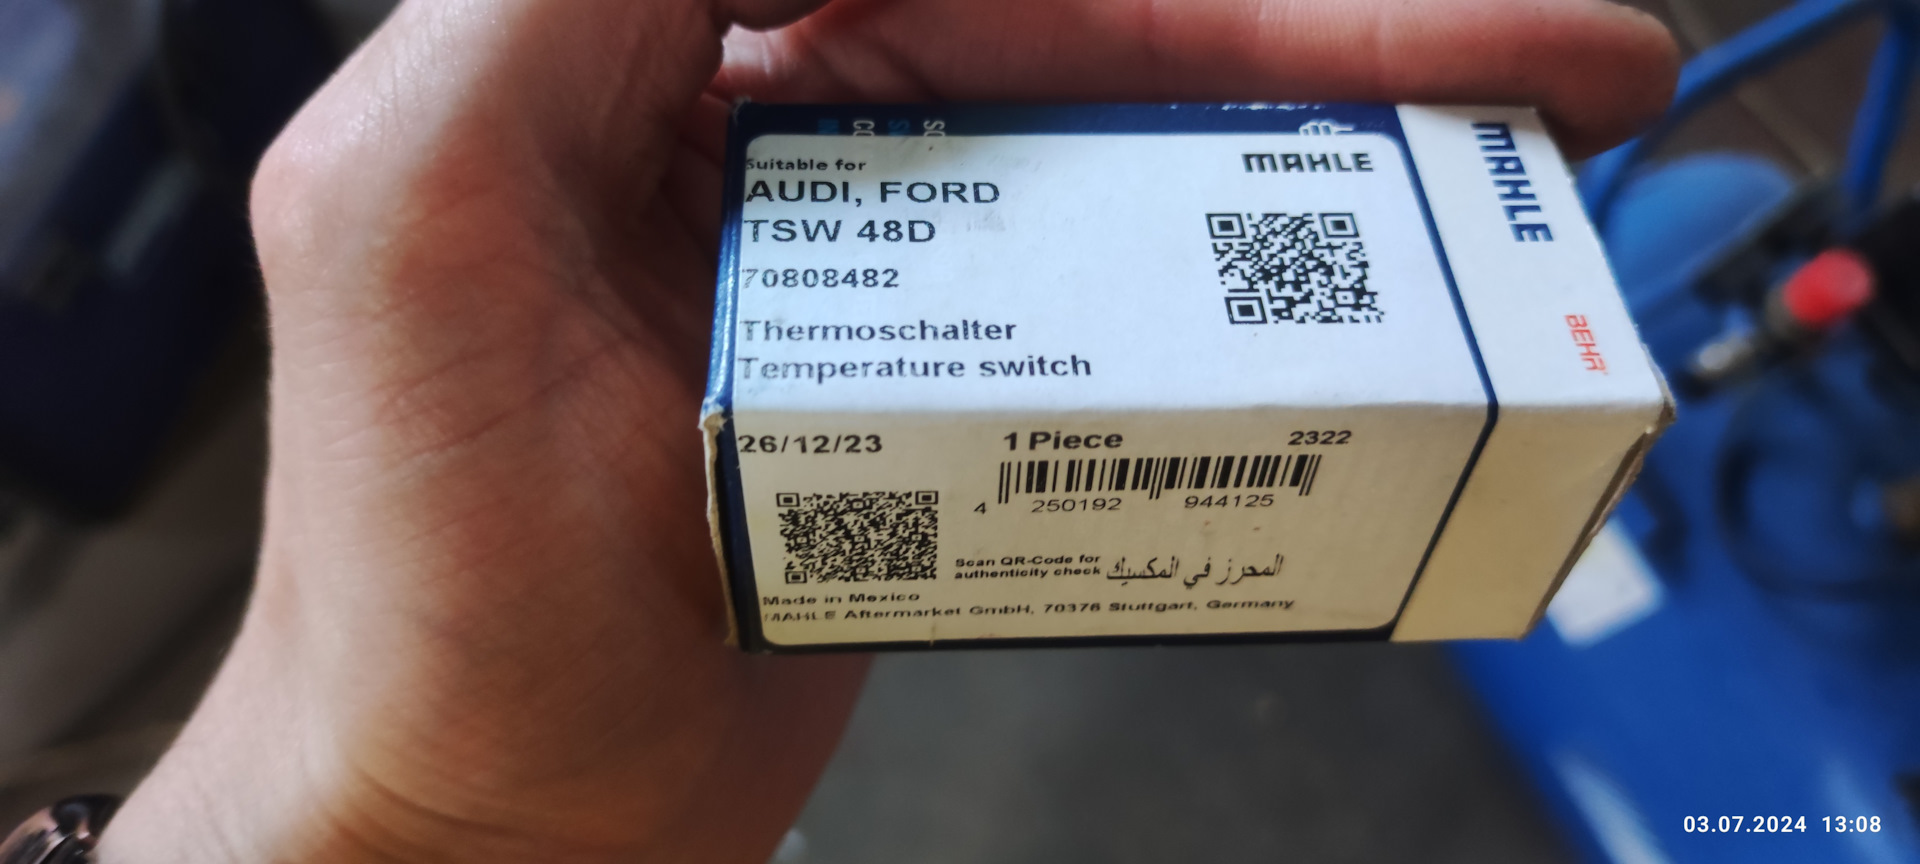 Suitable for
AUDI, FORD
TSW 48D
70808482
Thermoschalter
Temperature switch
MAHLE
MAHLE
BEHR
26/12/23
1 Piece
2322
4 250192 944125
Scan QR-Code for
authenticity check
المحرز في المكسيك
Made in Mexico
MAHLE Aftermarket GmbH, 70376 Stuttgart, Germany
03.07.2024 13:08